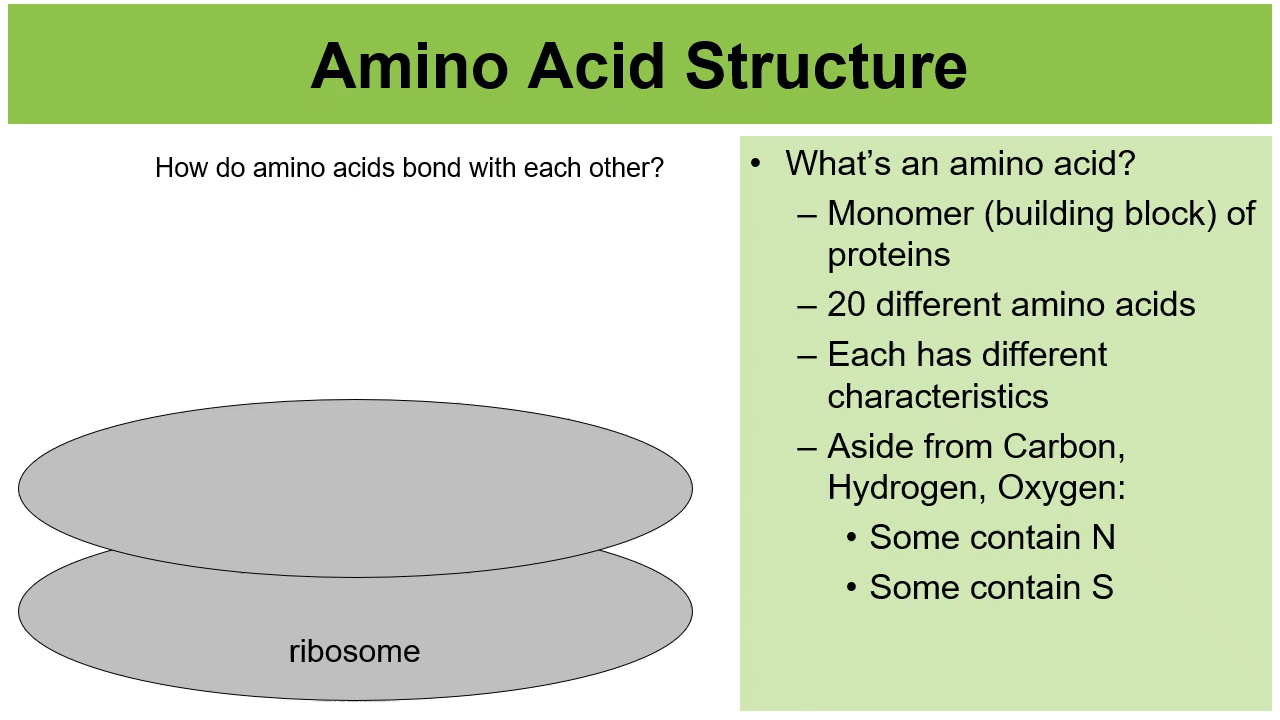 Amino Acid Structure
How do amino acids bond with each other?
ribosome
• What’s an amino acid?
– Monomer (building block) of
proteins
– 20 different amino acids
– Each has different
characteristics
– Aside from Carbon,
Hydrogen, Oxygen:
• Some contain N
• Some contain S